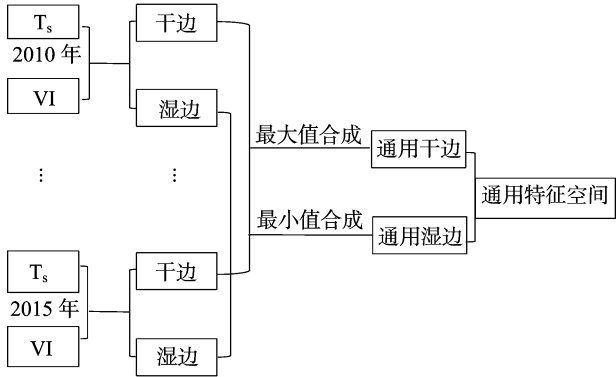 Ts
2010 年
VI
干边
湿边
⋮
⋮
最大值合成
通用干边
通用特征空间
最小值合成
通用湿边
Ts
2015 年
VI
干边
湿边